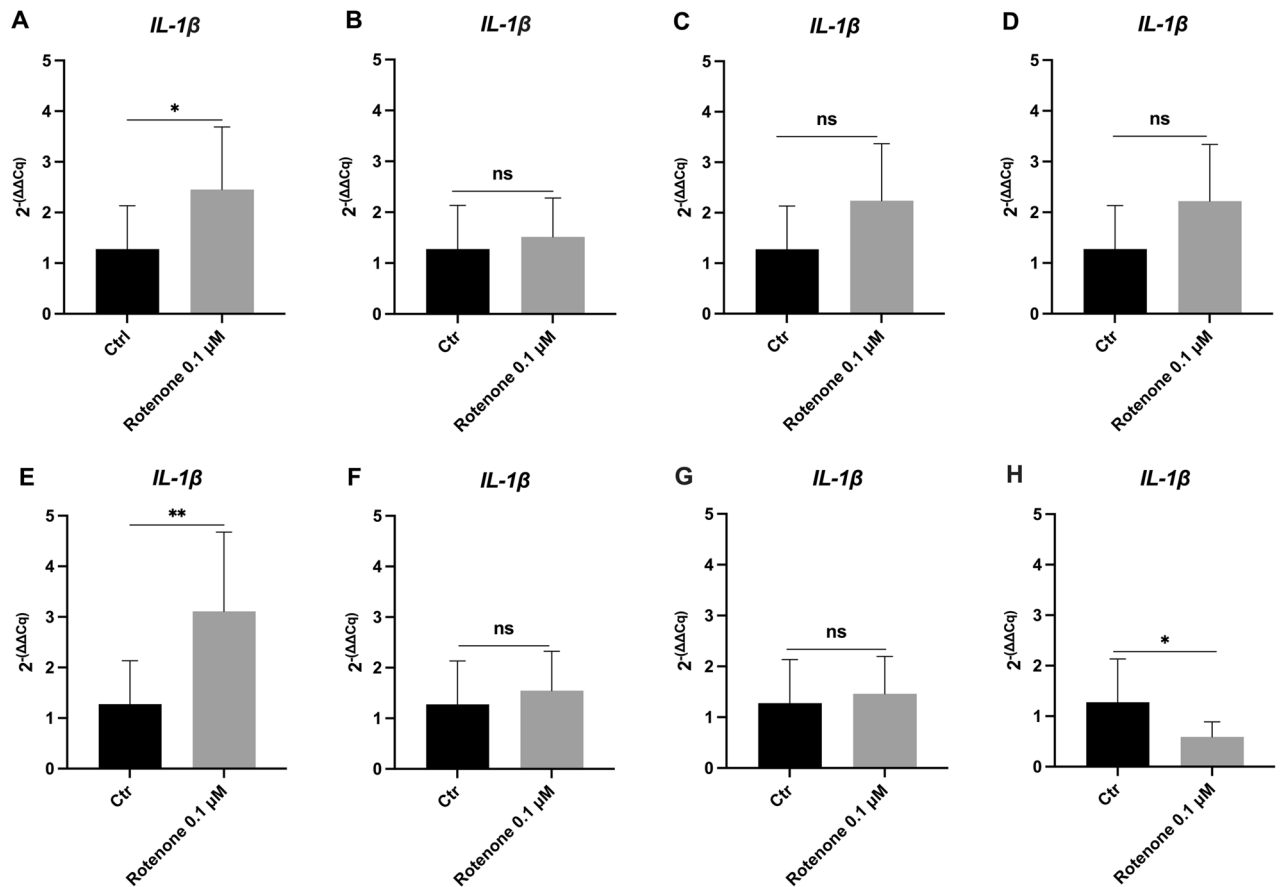 A
IL-1β
5
4
3
2
1
0
2-(ΔΔCq)
*
Ctrl
Rotenone 0.1 μM
B
IL-1β
5
4
3
2
1
0
2-(ΔΔCq)
ns
Ctr
Rotenone 0.1 μM
C
IL-1β
5
4
3
2
1
0
2-(ΔΔCq)
ns
Ctr
Rotenone 0.1 μM
D
IL-1β
5
4
3
2
1
0
2-(ΔΔCq)
ns
Ctr
Rotenone 0.1 μM
E
IL-1β
5
4
3
2
1
0
2-(ΔΔCq)
**
Ctr
Rotenone 0.1 μM
F
IL-1β
5
4
3
2
1
0
2-(ΔΔCq)
ns
Ctr
Rotenone 0.1 μM
G
IL-1β
5
4
3
2
1
0
2-(ΔΔCq)
ns
Ctr
Rotenone 0.1 μM
H
IL-1β
5
4
3
2
1
0
2-(ΔΔCq)
*
Ctr
Rotenone 0.1 μM